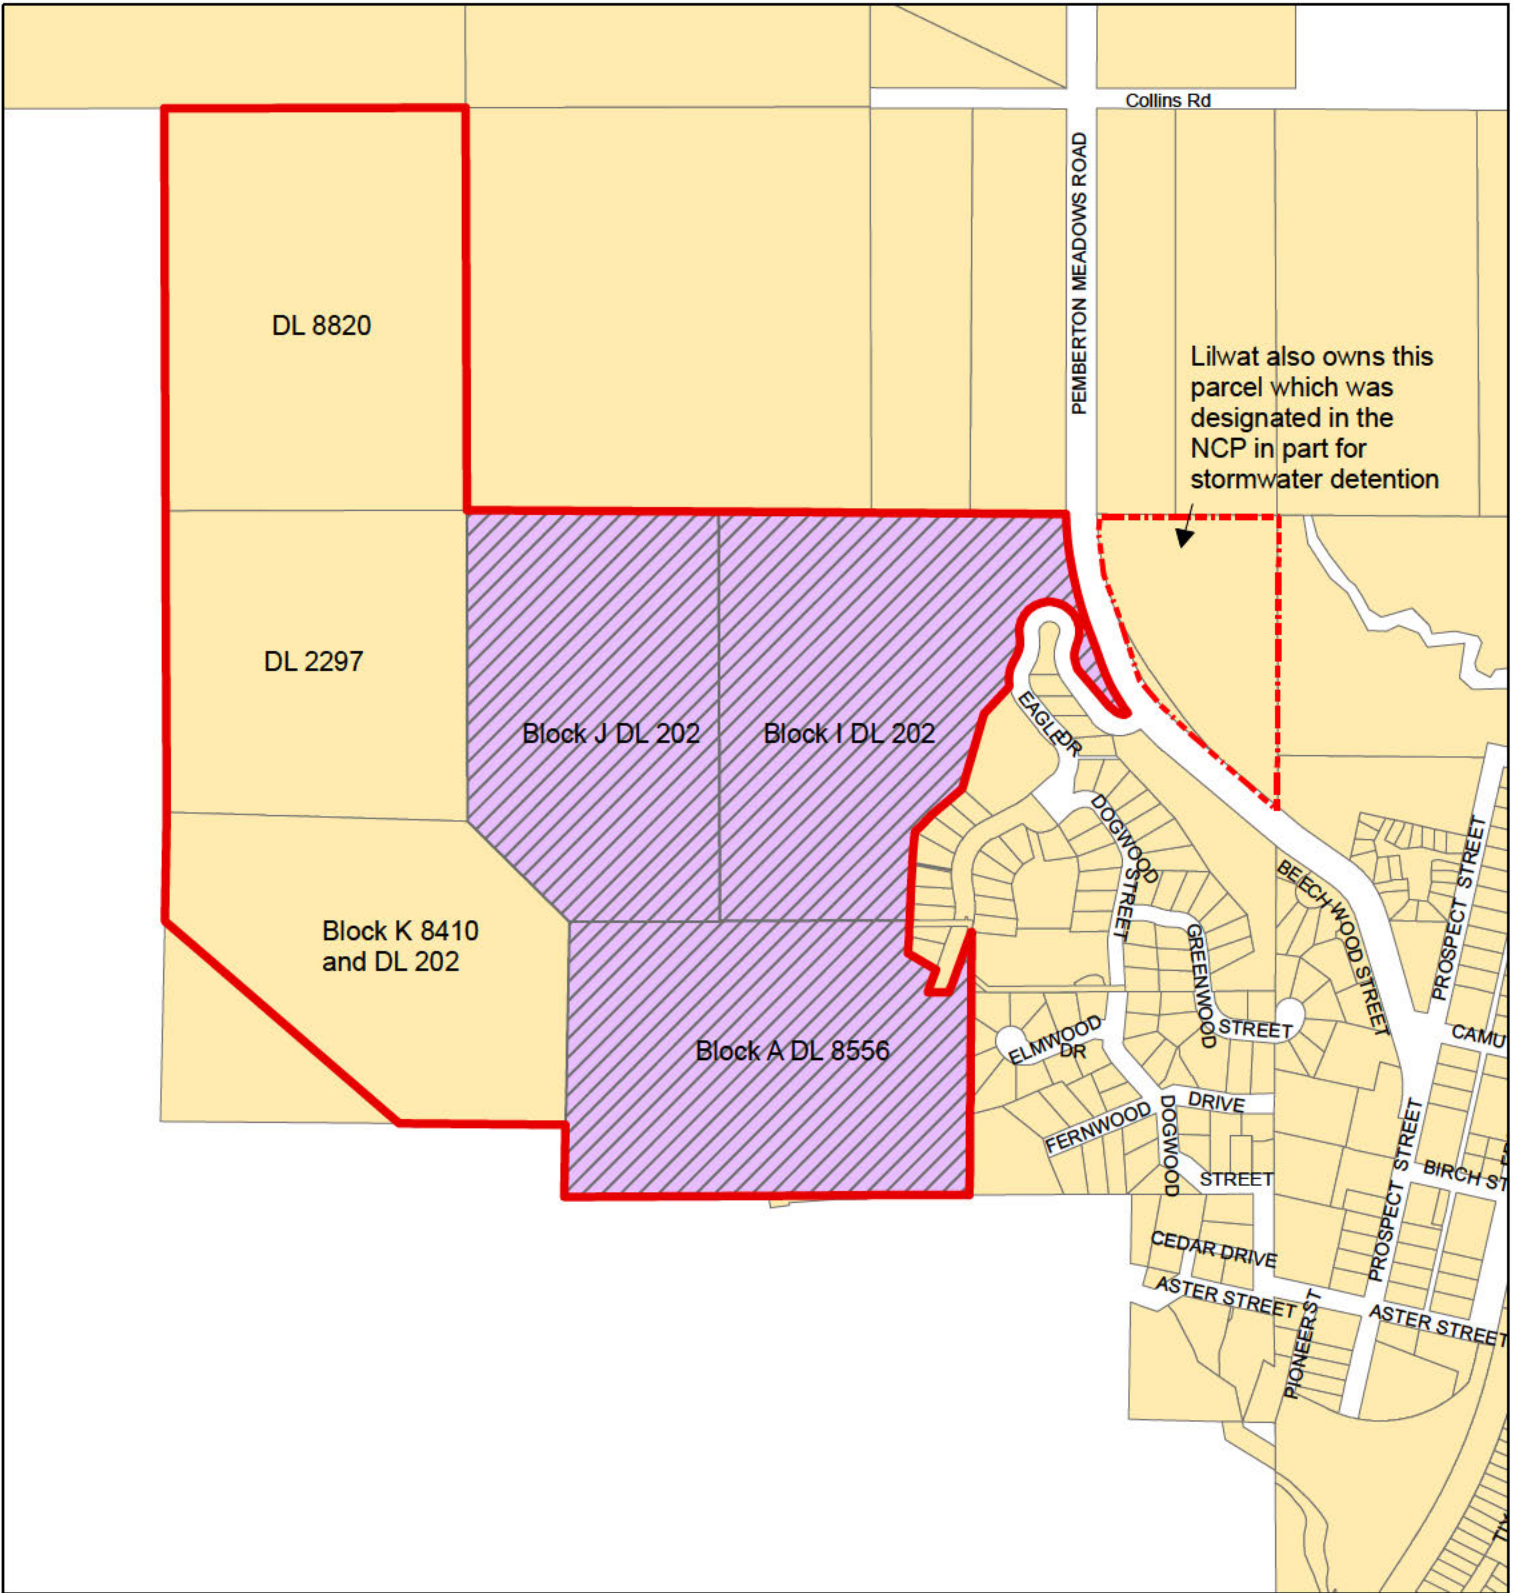 Collins Rd
PEMBERTON MEADOWS ROAD
DL 8820
Lilwat also owns this
parcel which was
designated in the
NCP in part for
stormwater detention
DL 2297
Block J DL 202
Block I DL 202
EAGLE
DR
DOGWOOD
STREET
BEECH WOOD STREET
PROSPECT STREET
Block K 8410
and DL 202
GREENWOOD
STREET
ELMWOOD
DR
CAMU
Block A DL 8556
FERNWOOD
DRIVE
DOGWOOD
STREET
PROSPECT STREET
BIRCH ST
CEDAR DRIVE
ASTER STREET
PIONEER ST
ASTER STREET